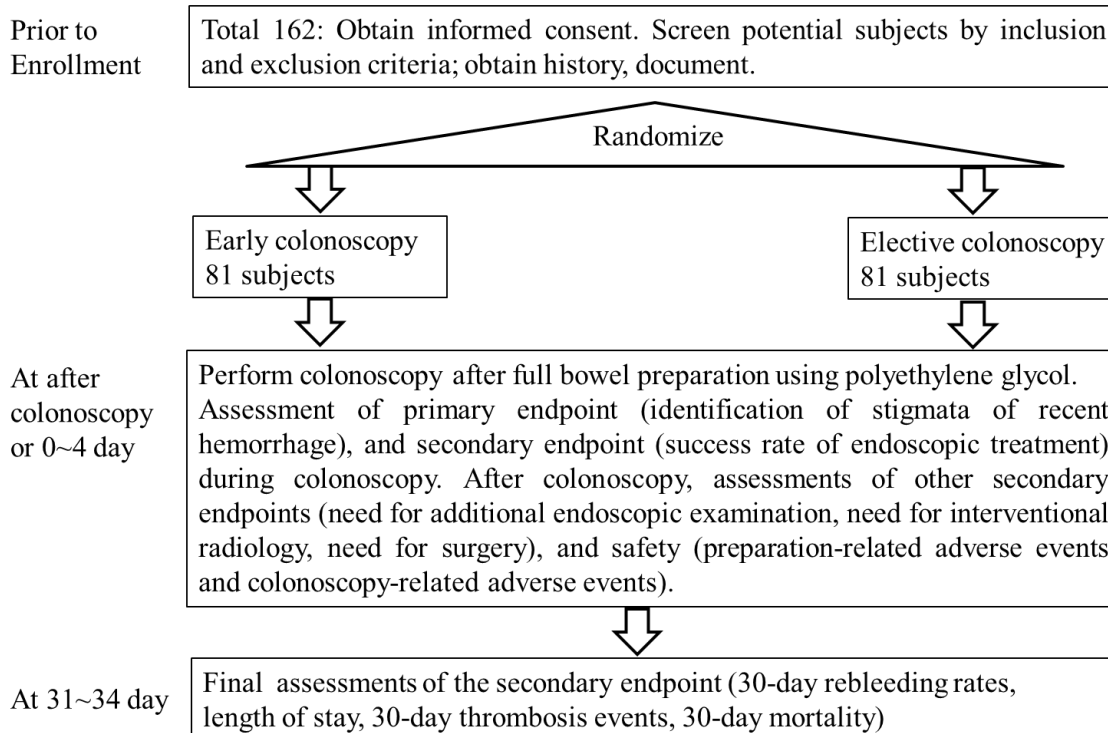 Prior to
Enrollment
Total 162: Obtain informed consent. Screen potential subjects by inclusion
and exclusion criteria; obtain history, document.
Randomize
Early colonoscopy
81 subjects
Elective colonoscopy
81 subjects
At after
colonoscopy
or 0~4 day
Perform colonoscopy after full bowel preparation using polyethylene glycol.
Assessment of primary endpoint (identification of stigmata of recent
hemorrhage), and secondary endpoint (success rate of endoscopic treatment)
during colonoscopy. After colonoscopy, assessments of other secondary
endpoints (need for additional endoscopic examination, need for interventional
radiology, need for surgery), and safety (preparation-related adverse events
and colonoscopy-related adverse events).
At 31~34 day
Final assessments of the secondary endpoint (30-day rebleeding rates,
length of stay, 30-day thrombosis events, 30-day mortality)